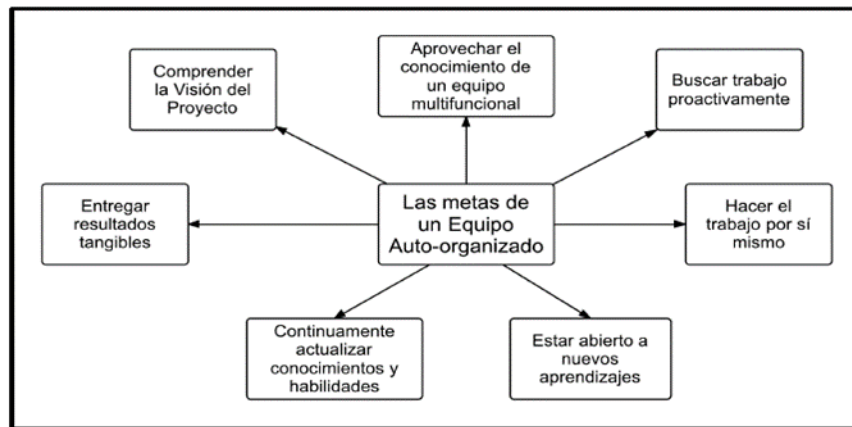 Comprender
la Visión del
Proyecto
Aprovechar el
conocimiento de
un equipo
multifuncional
Buscar trabajo
proactivamente
Entregar
resultados
tangibles
Las metas de
un Equipo
Auto-organizado
Hacer el
trabajo por sí
mismo
Continuamente
actualizar
conocimientos y
habilidades
Estar abierto a
nuevos
aprendizajes